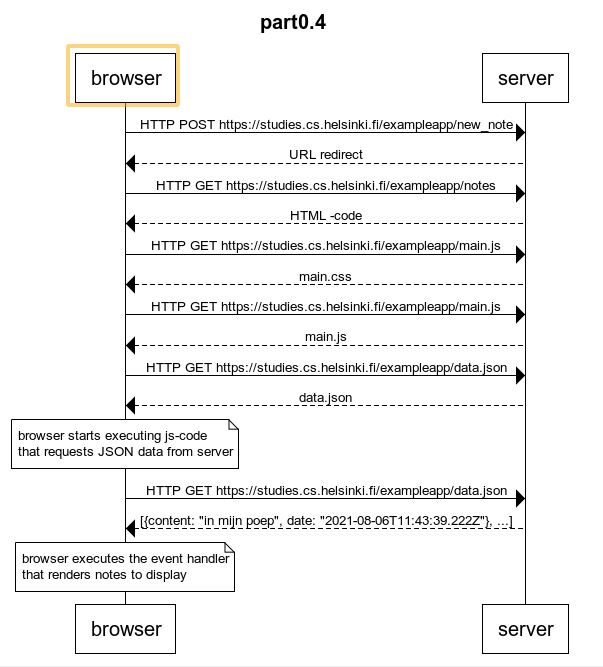 part0.4
browser
server
HTTP POST https://studies.cs.helsinki.fi/exampleapp/new_note
URL redirect
HTTP GET https://studies.cs.helsinki.fi/exampleapp/notes
HTML -code
HTTP GET https://studies.cs.helsinki.fi/exampleapp/main.js
main.css
HTTP GET https://studies.cs.helsinki.fi/exampleapp/main.js
main.js
HTTP GET https://studies.cs.helsinki.fi/exampleapp/data.json
data.json
browser starts executing js-code
that requests JSON data from server
HTTP GET https://studies.cs.helsinki.fi/exampleapp/data.json
[{content: "in mijn poep", date: "2021-08-06T11:43:39.222Z"}, ...]
browser executes the event handler
that renders notes to display
browser
server